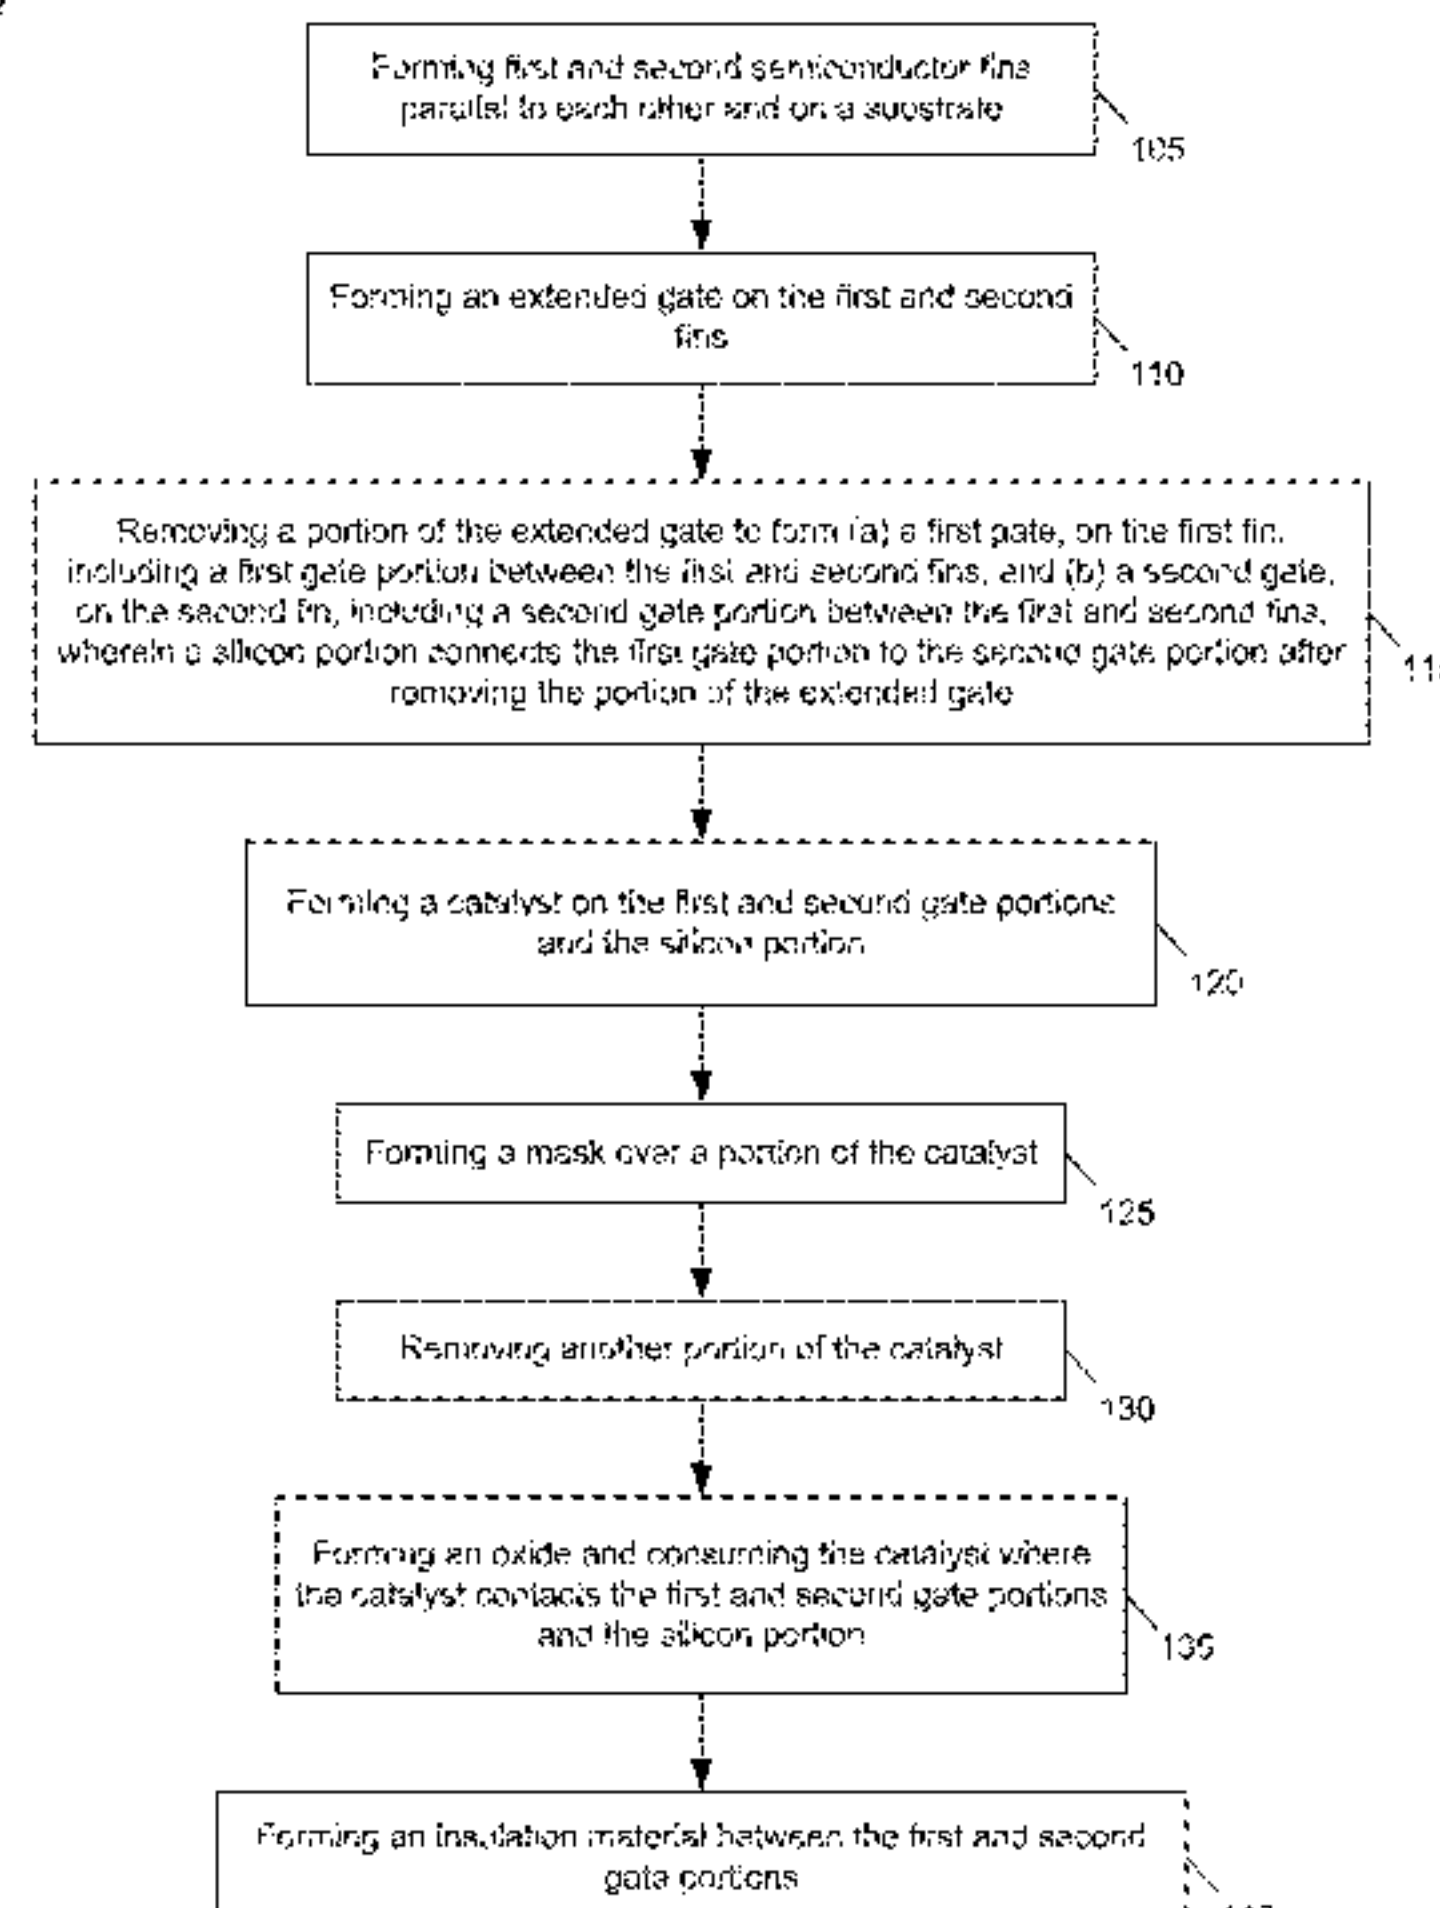 Forming first and second semiconductor fins
parallel to each other and on a substrate
105
Forming an extended gate on the first and second
fins
110
Removing a portion of the extended gate to form (a) a first gate, on the first fin,
including a first gate portion between the first and second fins, and (b) a second gate,
on the second fin, including a second gate portion between the first and second fins,
wherein a silicon portion connects the first gate portion to the second gate portion after
removing the portion of the extended gate
Forming a catalyst on the first and second gate portions
and the silicon portion
120
Forming a mask over a portion of the catalyst
125
Removing another portion of the catalyst
130
Forming an oxide and consuming the catalyst where
the catalyst contacts the first and second gate portions
and the silicon portion
135
Forming an insulation material between the first and second
gate portions